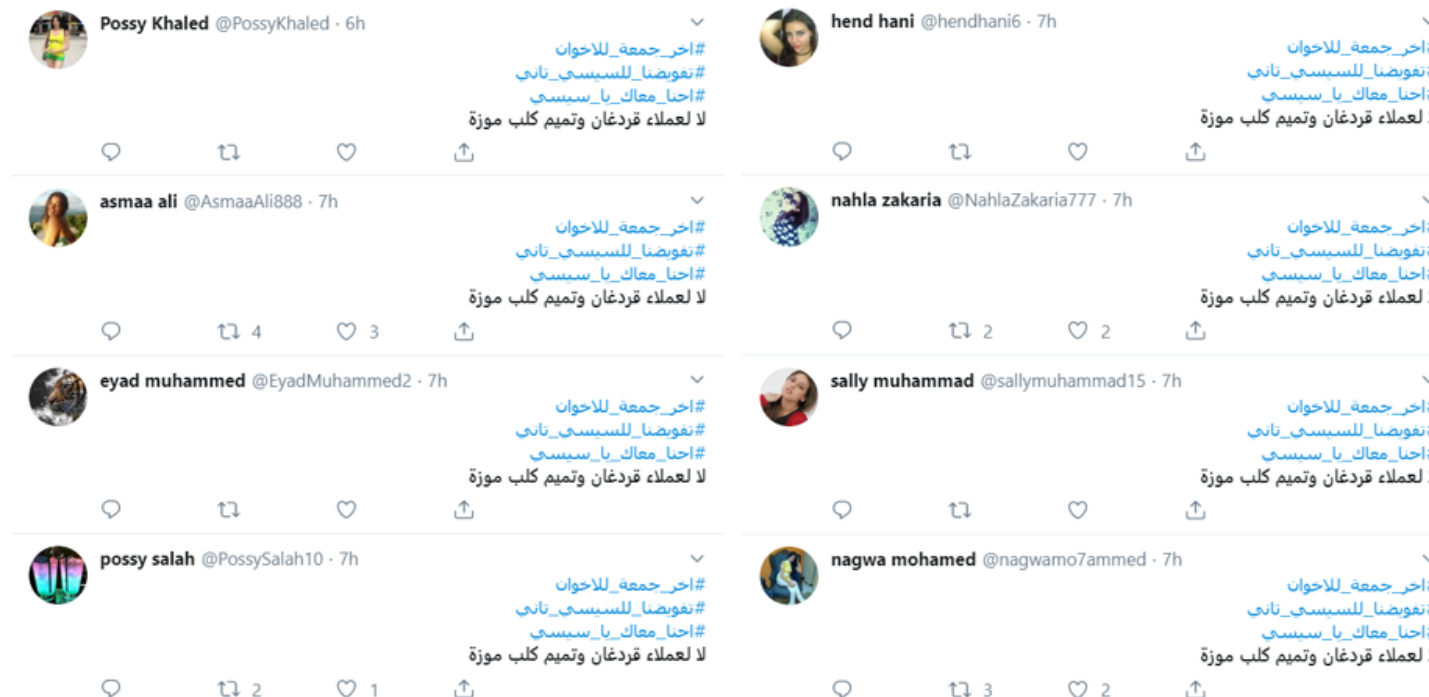 Possy Khaled @PossyKhaled · 6h
#اخر_جمعة_للاخوان
#تفويضنا_للسيسي_تاني
#احنا_معاك_يا_سيسي
لا لعملاء قردغان وتميم كلب موزة
asmaa ali @AsmaaAli888 · 7h
#اخر_جمعة_للاخوان
#تفويضنا_للسيسي_تاني
#احنا_معاك_يا_سيسي
لا لعملاء قردغان وتميم كلب موزة
4 3
eyad muhammed @EyadMuhammed2 · 7h
#اخر_جمعة_للاخوان
#تفويضنا_للسيسي_تاني
#احنا_معاك_يا_سيسي
لا لعملاء قردغان وتميم كلب موزة
possy salah @PossySalah10 · 7h
#اخر_جمعة_للاخوان
#تفويضنا_للسيسي_تاني
#احنا_معاك_يا_سيسي
لا لعملاء قردغان وتميم كلب موزة
2 1
hend hani @hendhani6 · 7h
#اخر_جمعة_للاخوان
#تفويضنا_للسيسي_تاني
#احنا_معاك_يا_سيسي
لعملاء قردغان وتميم كلب موزة
nahla zakaria @NahlaZakaria777 · 7h
#اخر_جمعة_للاخوان
#تفويضنا_للسيسي_تاني
#احنا_معاك_يا_سيسي
لعملاء قردغان وتميم كلب موزة
2 2
sally muhammad @sallymuhammad15 · 7h
#اخر_جمعة_للاخوان
#تفويضنا_للسيسي_تاني
#احنا_معاك_يا_سيسي
لعملاء قردغان وتميم كلب موزة
nagwa mohamed @nagwamo7ammed · 7h
#اخر_جمعة_للاخوان
#تفويضنا_للسيسي_تاني
#احنا_معاك_يا_سيسي
لعملاء قردغان وتميم كلب موزة
3 2